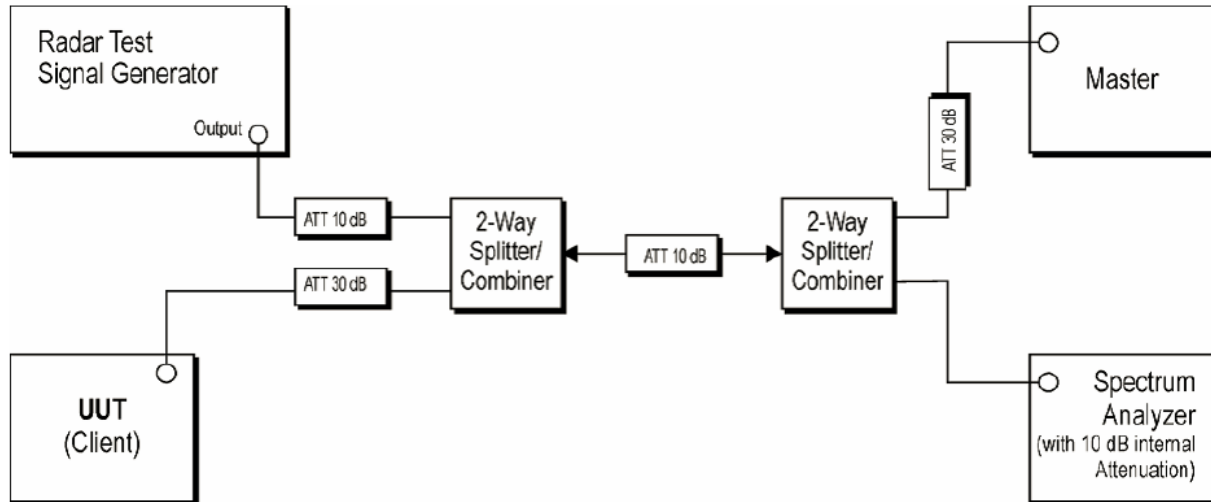 Radar Test
Signal Generator
Output
ATT 10 dB
2-Way
Splitter/
Combiner
ATT 30 dB
UUT
(Client)
ATT 10 dB
2-Way
Splitter/
Combiner
ATT 30 dB
Master
Spectrum
Analyzer
(with 10 dB internal
Attenuation)